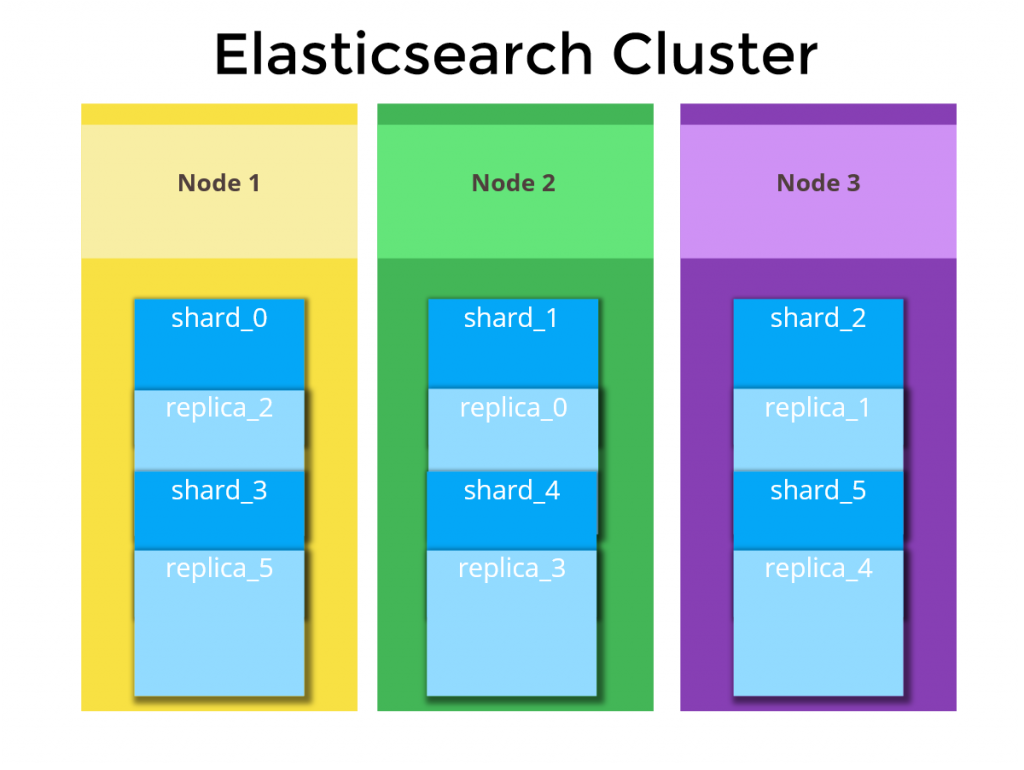 Elasticsearch Cluster
Node 1
shard_0
replica_2
shard_3
replica_5
Node 2
shard_1
replica_0
shard_4
replica_3
Node 3
shard_2
replica_1
shard_5
replica_4